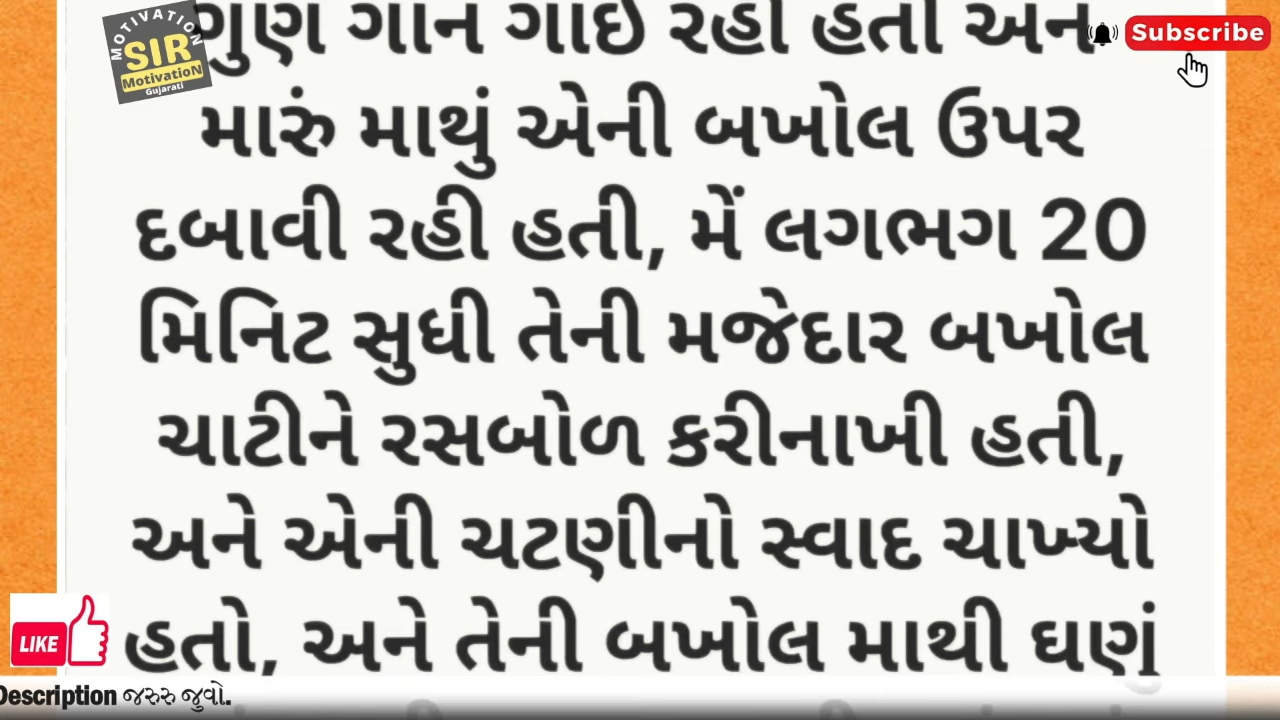 MOTIVATION
SIR
MotivatioN
Gujarati
Subscribe
ગુણ ગાન ગાઇ રહી હતી અને
મારું માથું એની બખોલ ઉપર
દબાવી રહી હતી, મેં લગભગ 20
મિનિટ સુધી તેની મજેદાર બખોલ
ચાટીને રસબોળ કરીનાખી હતી,
અને એની ચટણીનો સ્વાદ ચાખ્યો
હતો, અને તેની બખોલ માથી ઘણું
LIKE
Description જરુર જુવો.